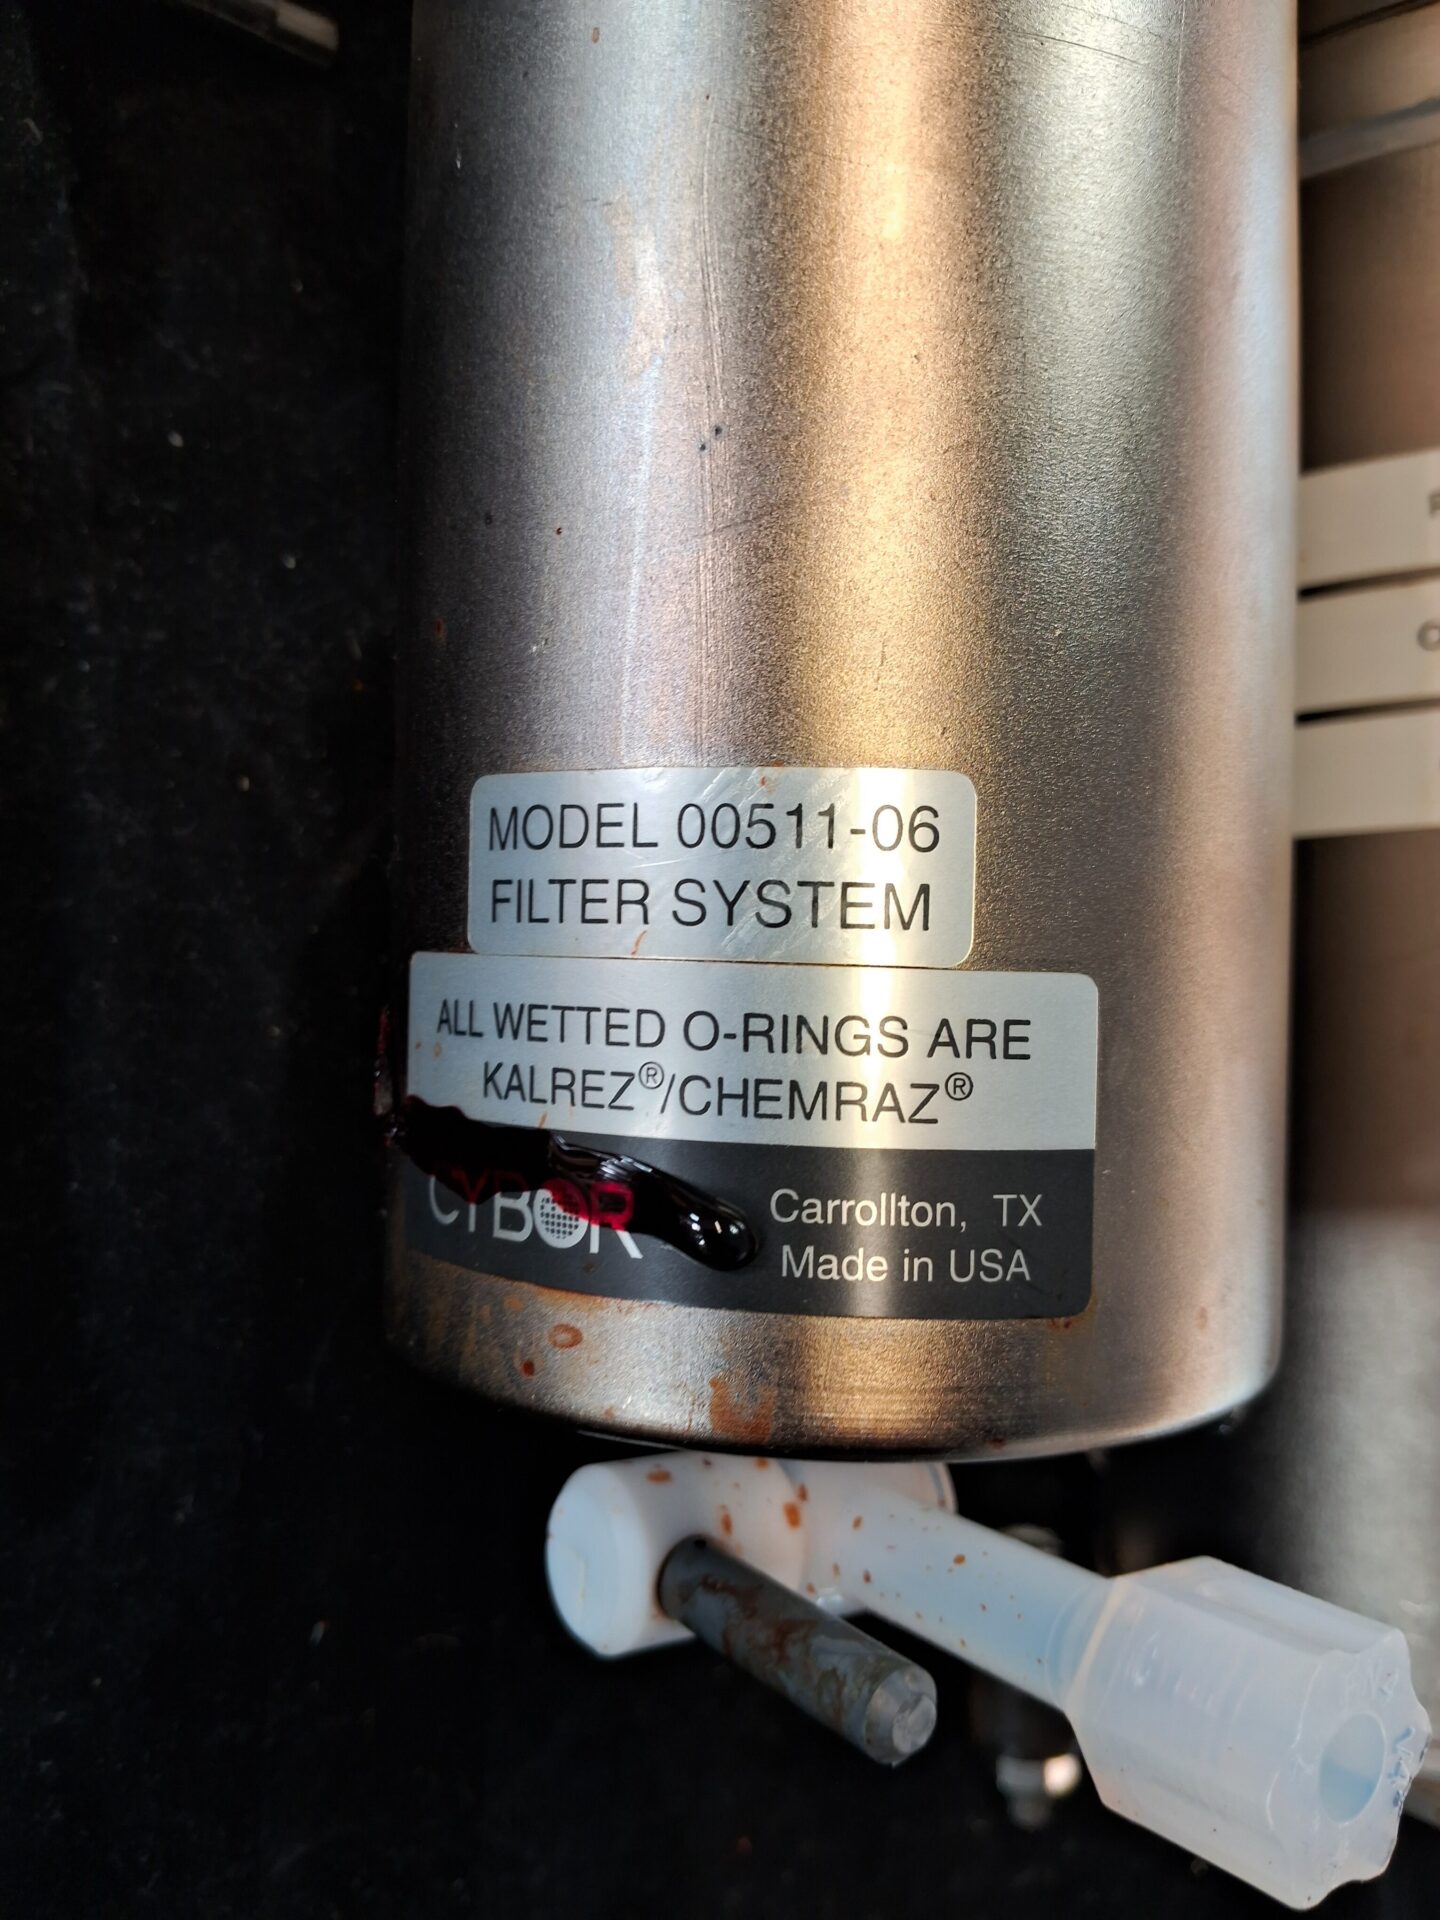 MODEL 00511-06
FILTER SYSTEM
ALL WETTED O-RINGS ARE
KALREZ®/CHEMRAZ®
CYBOR
Carrollton, TX
Made in USA